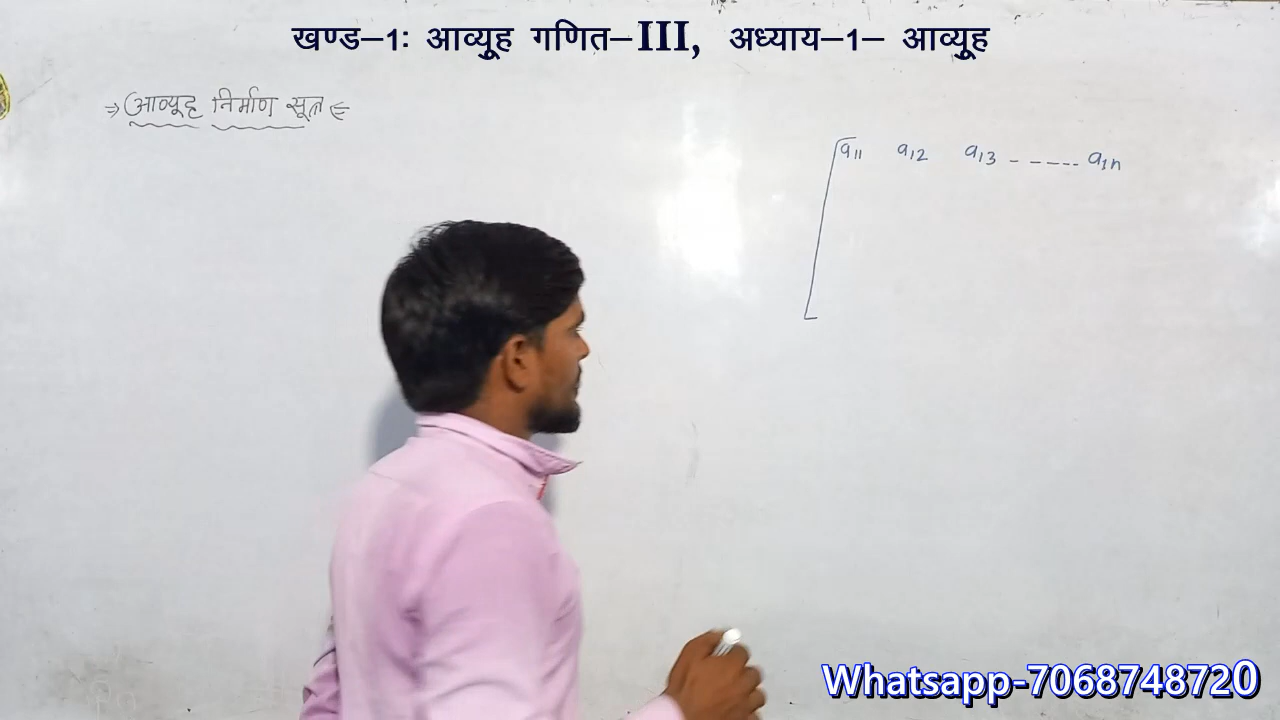 खण्ड–1: आव्यूह गणित–III, अध्याय–1– आव्यूह
⇒ आव्यूह निर्माण सूत्र ⇐
a11 a12 a13 - - - - - - a1n
Whatsapp-7068748720